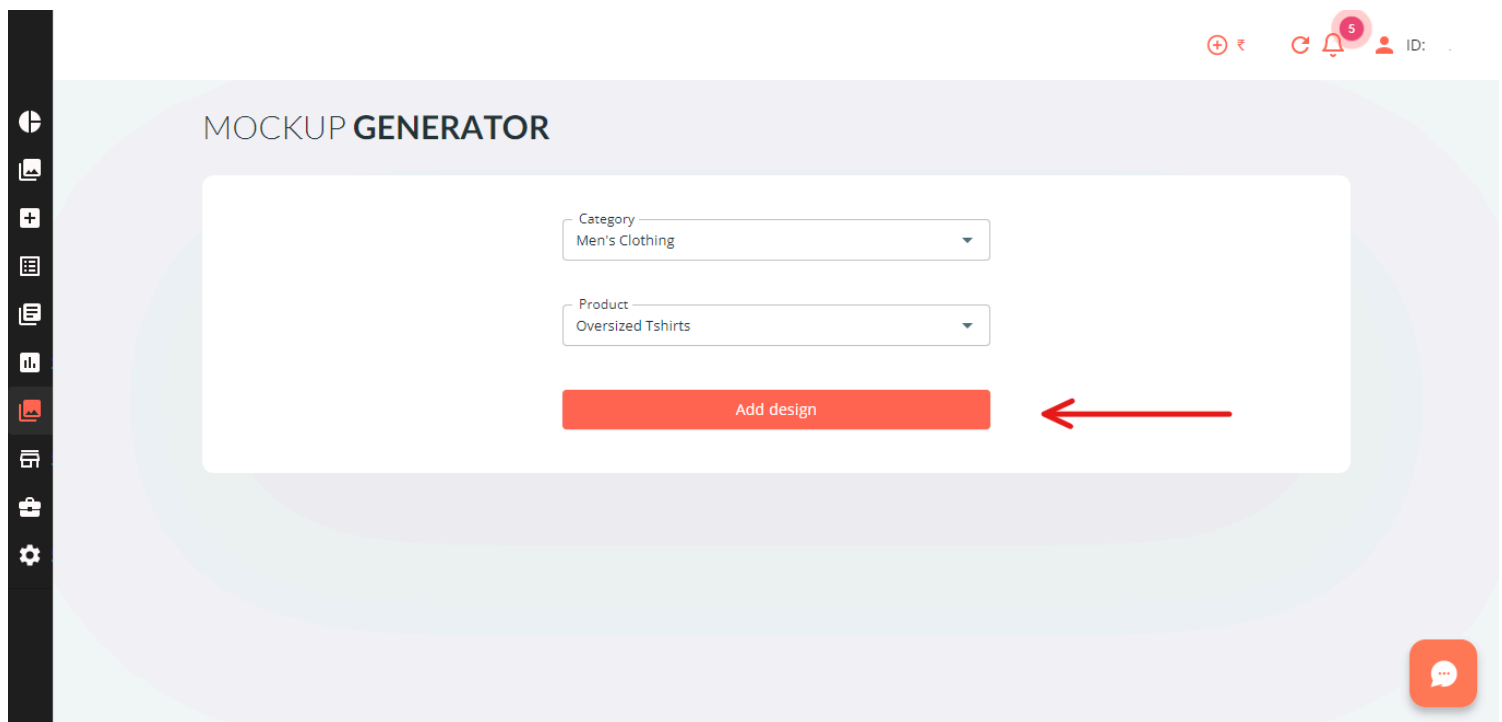 ₹ 5 ID:
MOCKUP GENERATOR
Category
Men's Clothing
Product
Oversized Tshirts
Add design